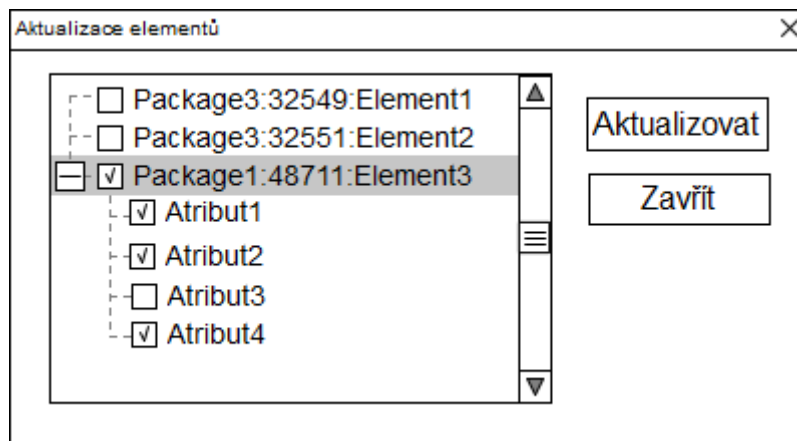 Aktualizace elementů
Package3:32549:Element1
Package3:32551:Element2
Package1:48711:Element3
Atribut1
Atribut2
Atribut3
Atribut4
Aktualizovat
Zavřít